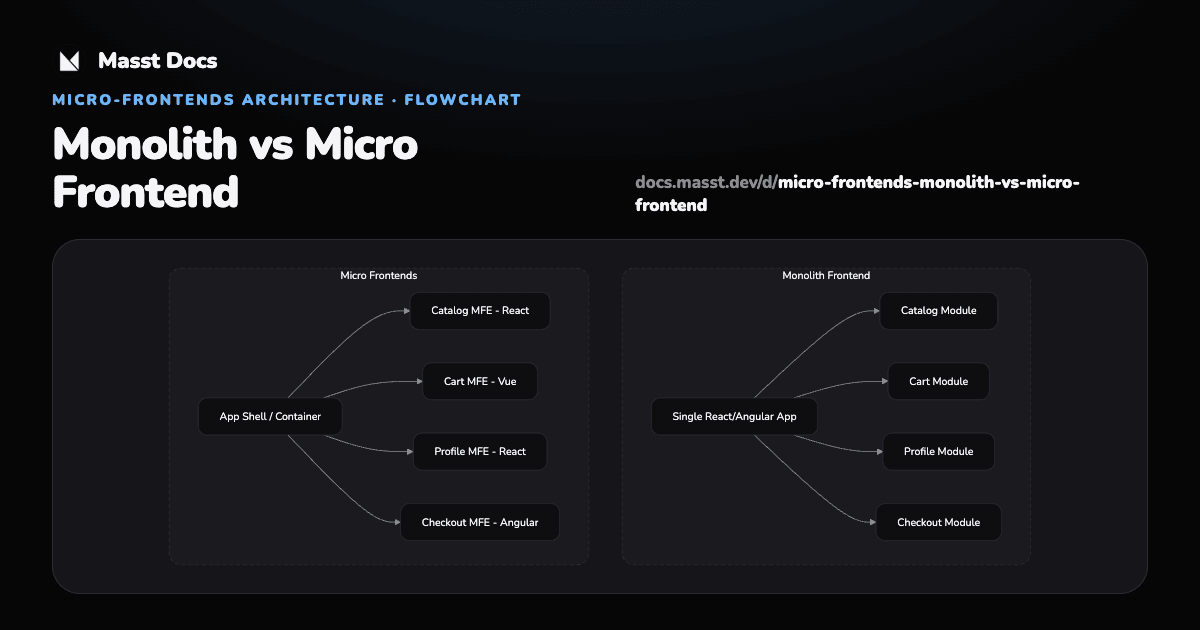 Masst Docs
MICRO-FRONTENDS ARCHITECTURE · FLOWCHART
Monolith vs Micro
Frontend
docs.masst.dev/d/micro-frontends-monolith-vs-micro-
frontend
Micro Frontends
Catalog MFE - React
Cart MFE - Vue
App Shell / Container
Profile MFE - React
Checkout MFE - Angular
Monolith Frontend
Catalog Module
Cart Module
Single React/Angular App
Profile Module
Checkout Module